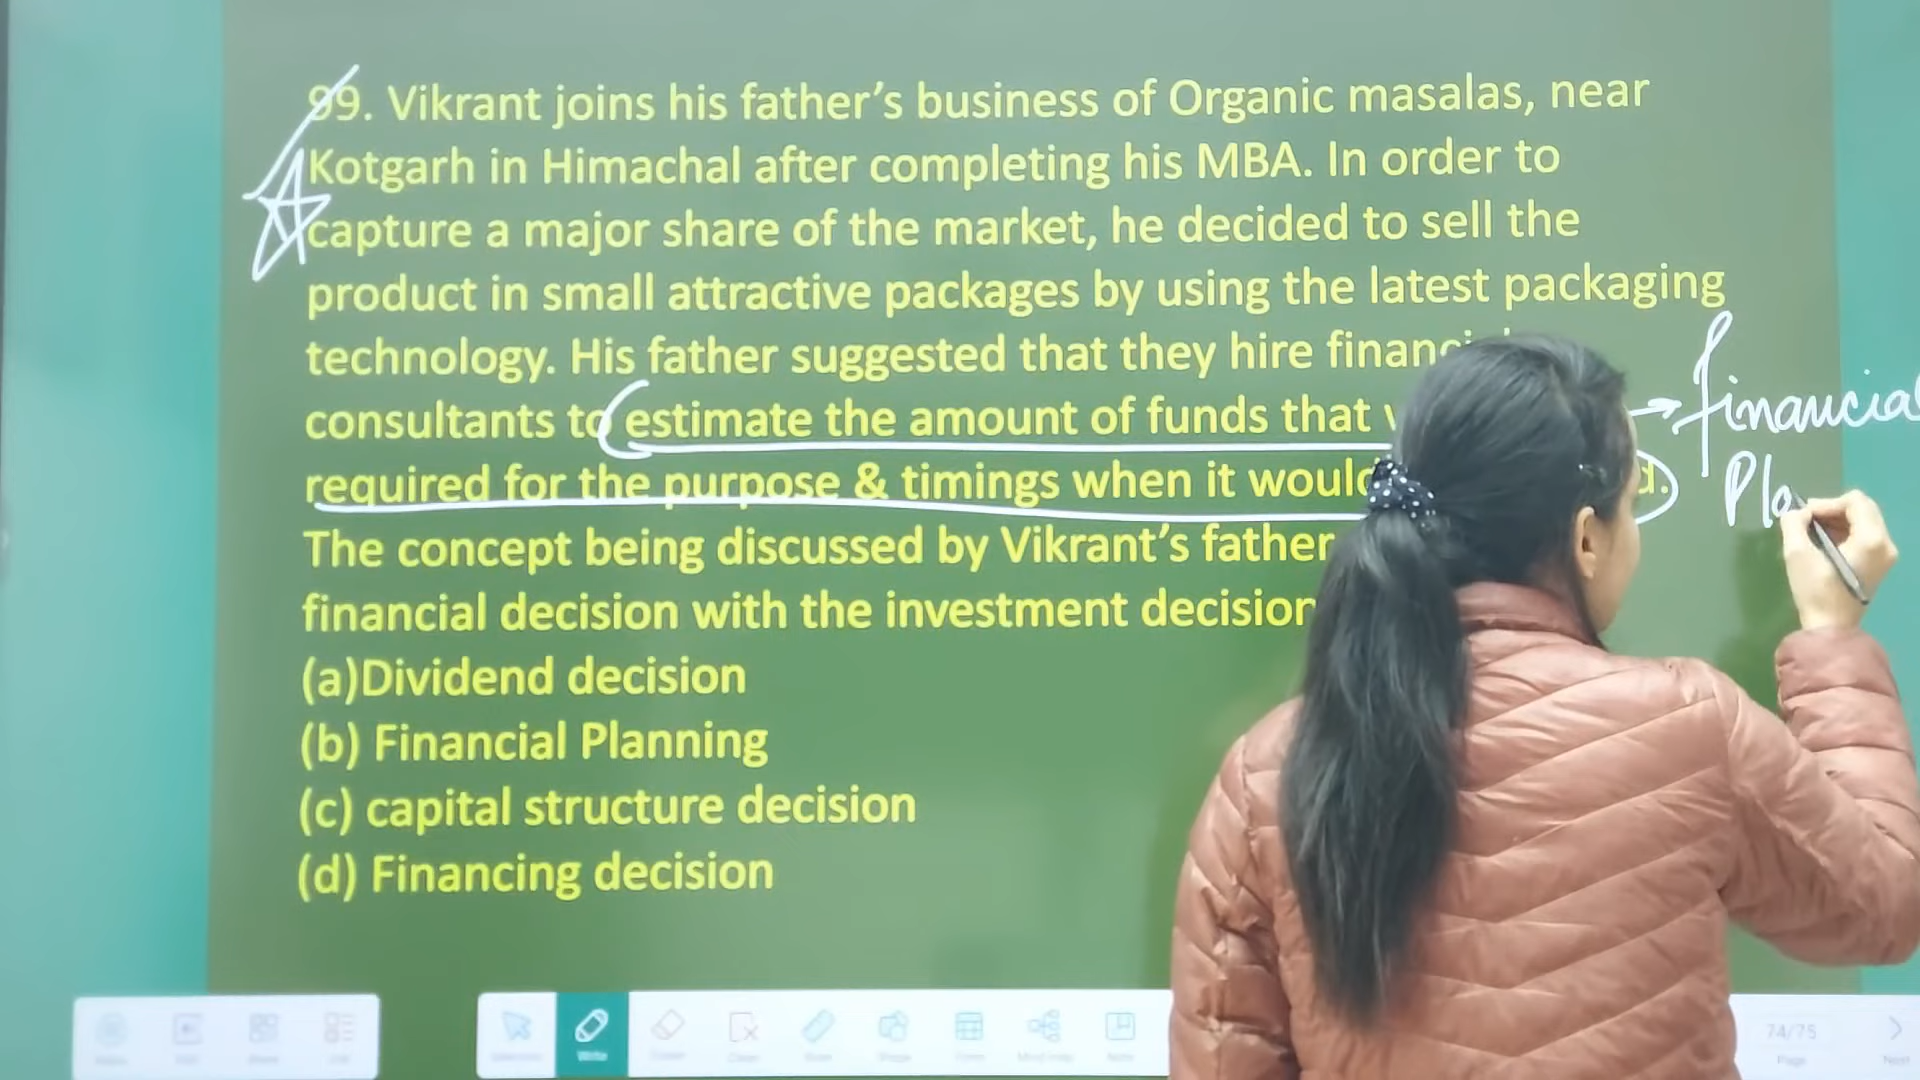 99. Vikrant joins his father’s business of Organic masalas, near
Kotgarh in Himachal after completing his MBA. In order to
capture a major share of the market, he decided to sell the
product in small attractive packages by using the latest packaging
technology. His father suggested that they hire
consultants to estimate the amount of funds that
required for the purpose & timings when it would
The concept being discussed by Vikrant’s father
financial decision with the investment decision
(a)Dividend decision
(b) Financial Planning
(c) capital structure decision
(d) Financing decision
→ financial
Write
74/75
Page
Next